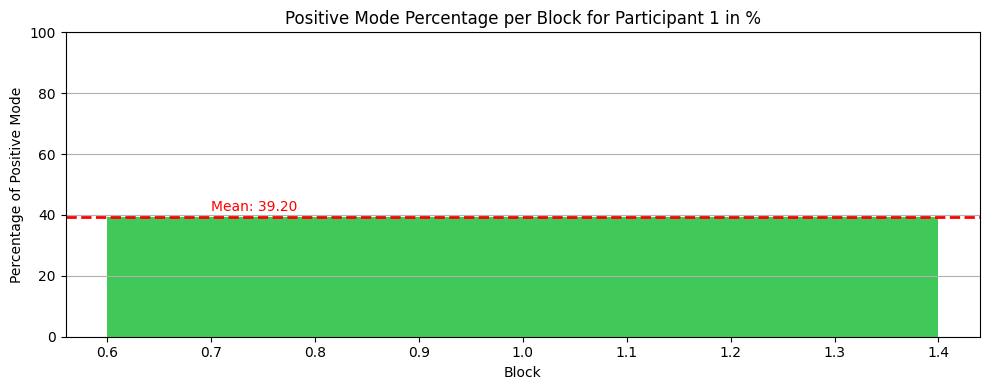 Positive Mode Percentage per Block for Participant 1 in %
Percentage of Positive Mode
100
80
60
40
20
0
Mean: 39.20
0.6 0.7 0.8 0.9 1.0 1.1 1.2 1.3 1.4
Block